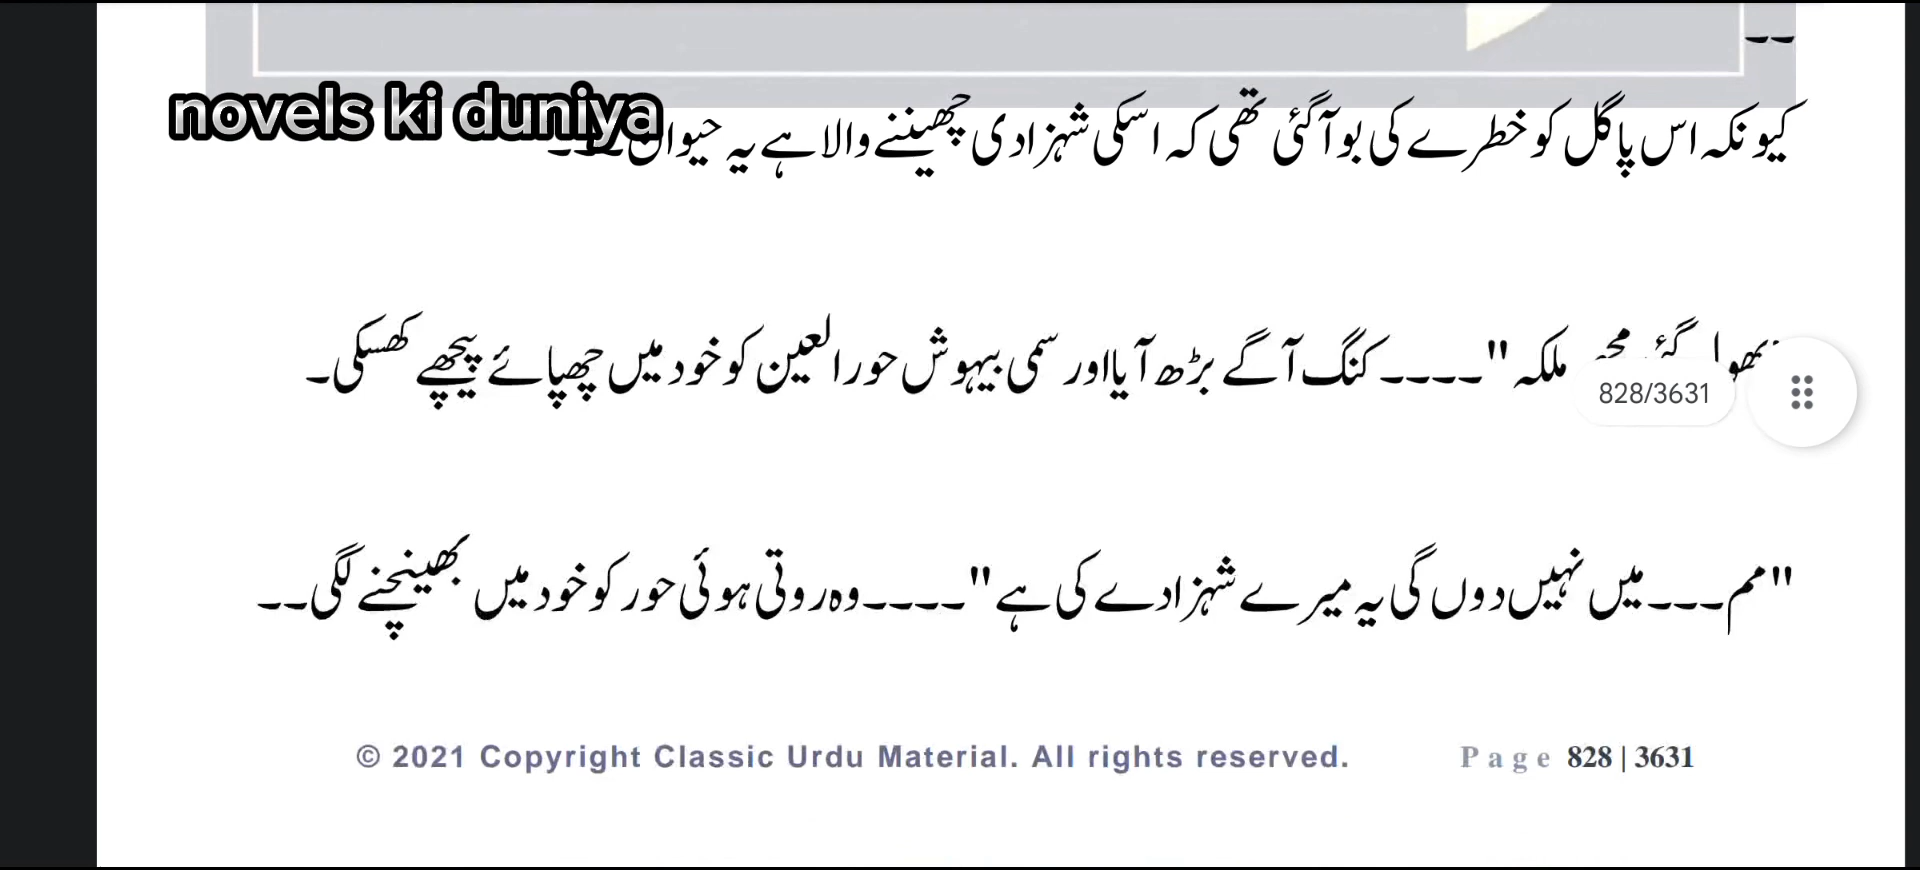 --
novels ki duniya
کیونکہ اس پاگل کو خطرے کی بو آگئی تھی کہ اسکی شہزادی چھیننے والا ہے یہ
ملکہ"---- کنگ آگے بڑھ آیا اور سمی بیہوش حورالعین کو خود میں چھپائے پیچھے کھسکی۔
828/3631
"مم---میں نہیں دوں گی یہ میرے شہزادے کی ہے"----وہ روتی ہوئی حور کو خود میں بھینچنے لگی--
© 2021 Copyright Classic Urdu Material. All rights reserved. Page 828 | 3631